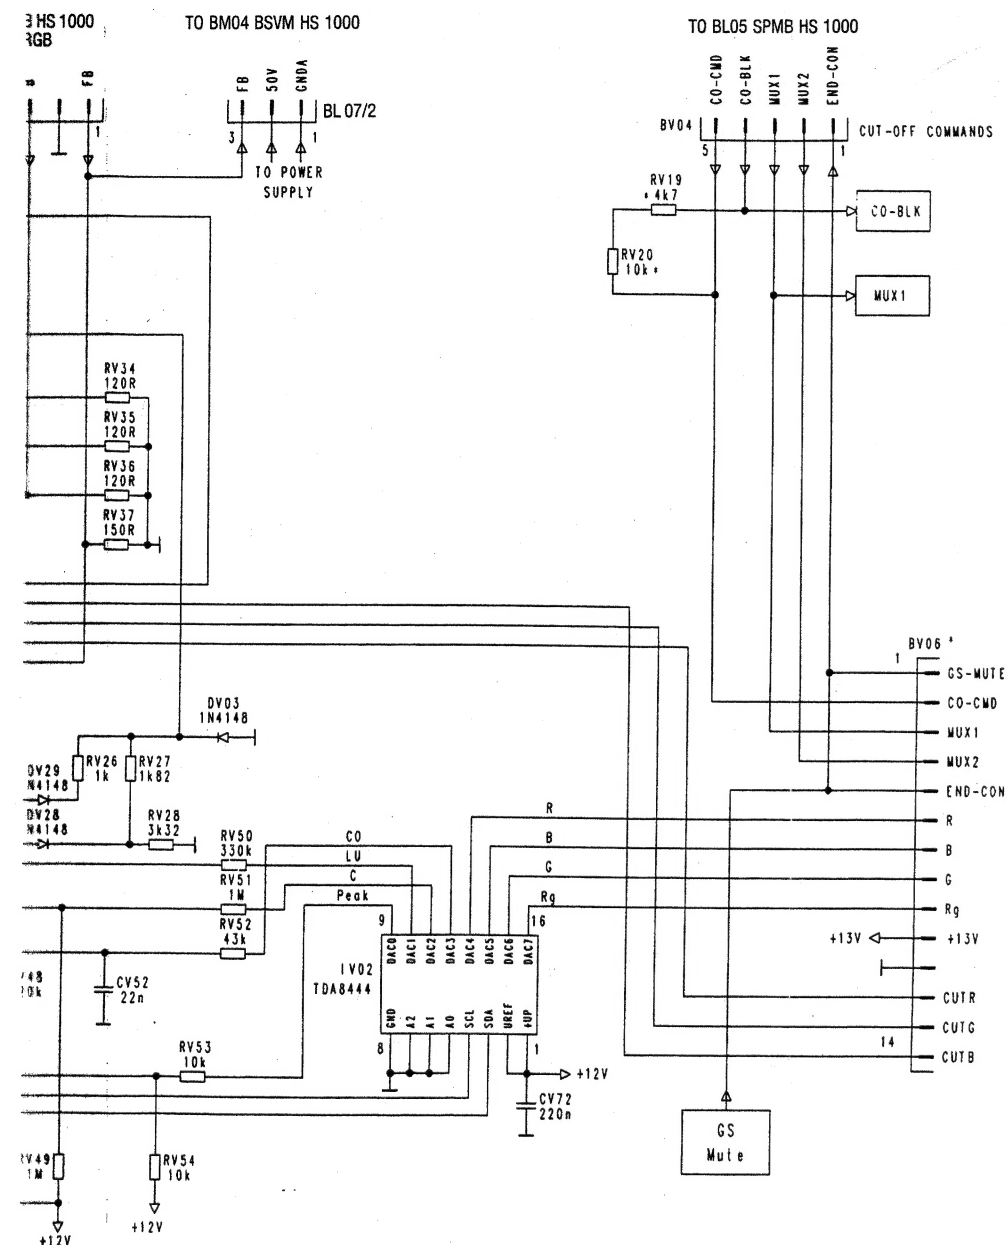 HS 1000
RGB
FB
1
TO BM04 BSVM HS 1000
FB
50V
GNDA
BL 07/2
3
1
TO POWER
SUPPLY
TO BL05 SPMB HS 1000
CO-CMD
CO-BLK
MUX1
MUX2
END-CON
BV04
CUT-OFF COMMANDS
5
1
RV19
* 4k7
CO-BLK
RV20
10k *
MUX1
RV34
120R
RV35
120R
RV36
120R
RV37
150R
BV06 *
1
GS-MUTE
CO-CMD
MUX1
MUX2
END-CON
R
B
G
Rg
+13V
+13V
CUTR
CUTG
14
CUTB
DV03
1N4148
DV29
N4148
RV26
1k
RV27
1k82
DV28
N4148
RV28
3k32
RV50
330k
RV51
1M
RV52
43k
CO
LU
C
Peak
R
B
G
Rg
9
16
DAC0
DAC1
DAC2
DAC3
DAC4
DAC5
DAC6
DAC7
IV02
TDA8444
GND
A2
A1
A0
SCL
SDA
UREF
+UP
8
1
CV52
22n
RV53
10k
+12V
CV72
220n
RV49
1M
RV54
10k
+12V
+12V
GS
Mute